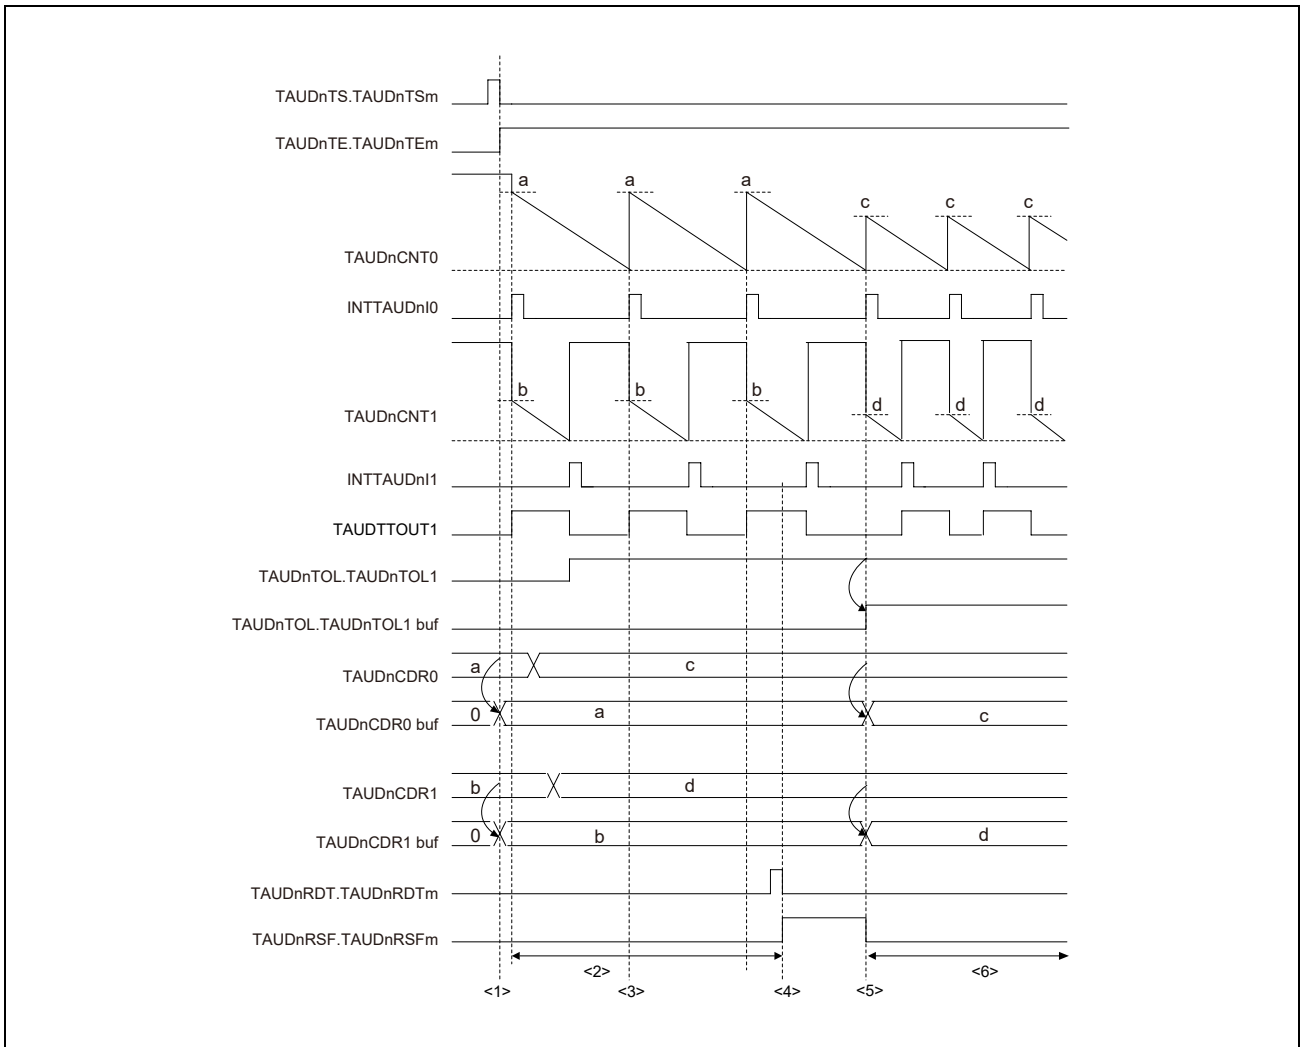 TAUDnTS.TAUDnTSm
TAUDnTE.TAUDnTEm
a a a
c c c
TAUDnCNT0
INTTAUDnI0
b b b
d d d
TAUDnCNT1
INTTAUDnI1
TAUDTTOUT1
TAUDnTOL.TAUDnTOL1
TAUDnTOL.TAUDnTOL1 buf
TAUDnCDR0 a c
TAUDnCDR0 buf 0 a c
TAUDnCDR1 b d
TAUDnCDR1 buf 0 b d
TAUDnRDT.TAUDnRDTm
TAUDnRSF.TAUDnRSFm
<2> <6>
<1> <3> <4> <5>